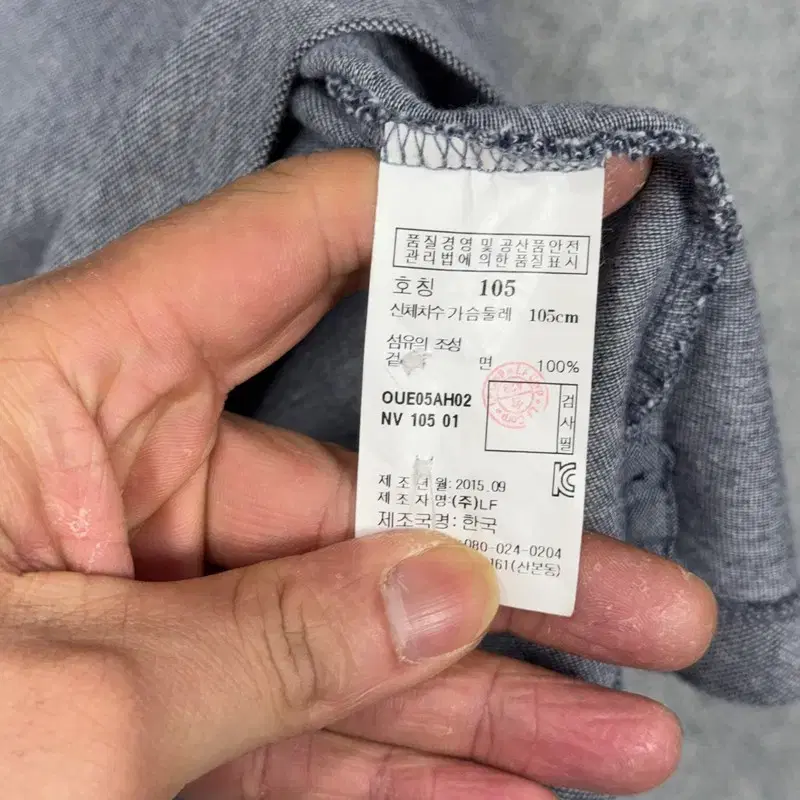 품질경영 및 공산품안전
관리법에 의한 품질표시
호칭 105
신체치수 가슴둘레 105cm
섬유의 조성
겉 면 100%
OUE05AH02
NV 105 01
검사필
제조년월: 2015.09
제조자명: (주)LF
제조국명: 한국
080-024-0204
161(산본동)